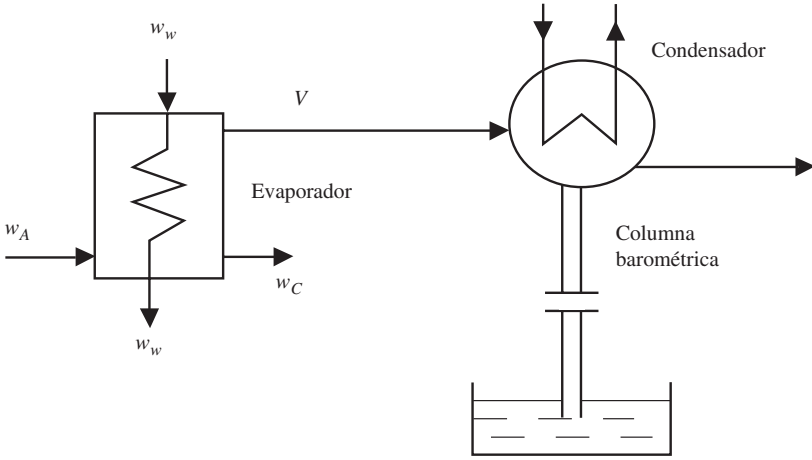 w_w
V
Condensador
Evaporador
w_A
w_C
w_w
Columna
barométrica